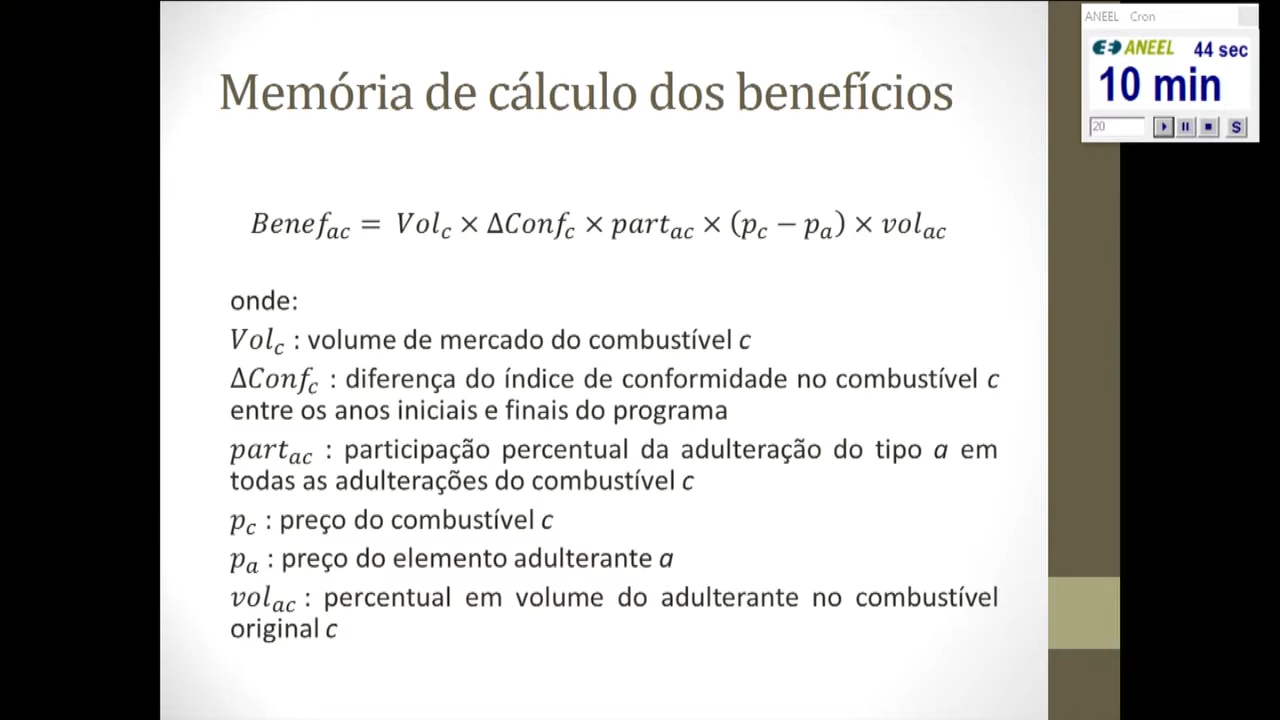 Memória de cálculo dos benefícios
ANEEL Cron
ANEEL 44 sec
10 min
20
S
Benef_ac = Vol_c × ΔConf_c × part_ac × (p_c − p_a) × vol_ac
onde:
Vol_c : volume de mercado do combustível c
ΔConf_c : diferença do índice de conformidade no combustível c
entre os anos iniciais e finais do programa
part_ac : participação percentual da adulteração do tipo a em
todas as adulterações do combustível c
p_c : preço do combustível c
p_a : preço do elemento adulterante a
vol_ac : percentual em volume do adulterante no combustível
original c